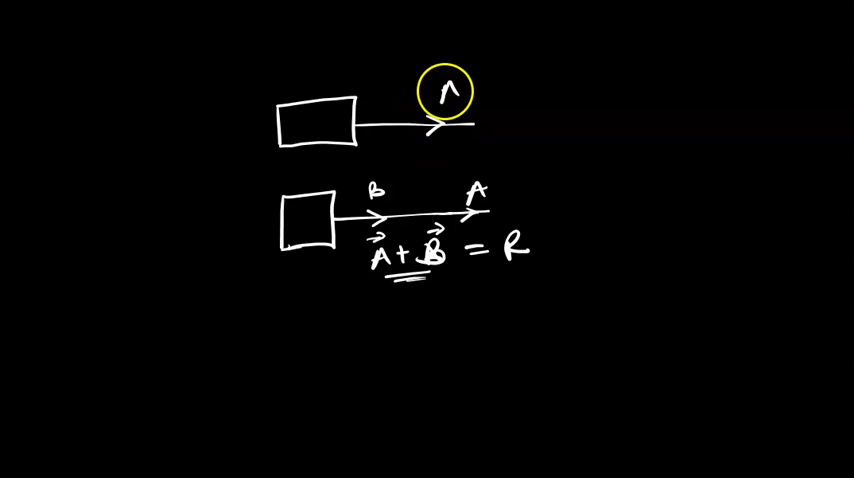 A
B A
A⃗ + B⃗ = R